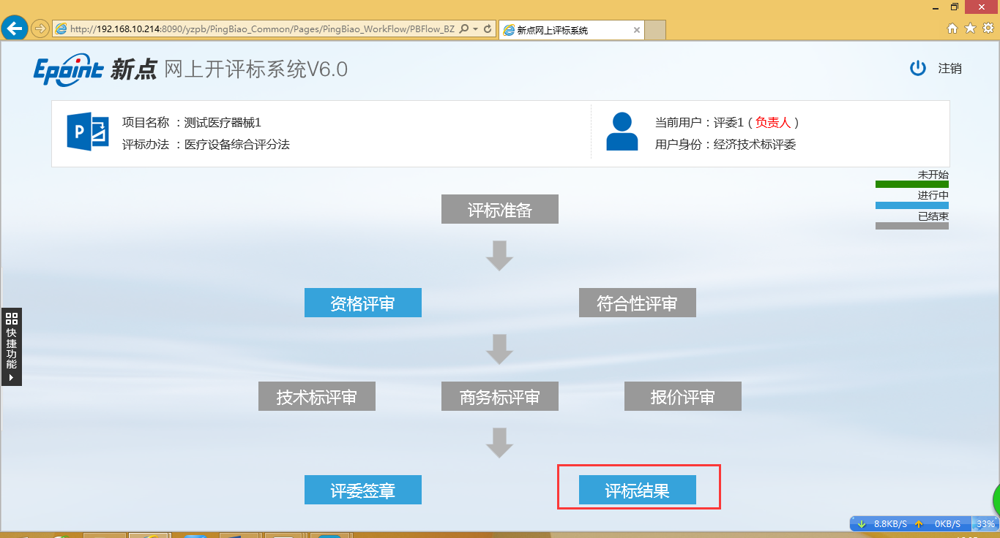 http://192.168.10.214:8090/yzpb/PingBiao_Common/Pages/PingBiao_WorkFlow/PBFlow_BZ
新点网上评标系统
Epoint 新点 网上开评标系统V6.0
注销
项目名称 ：测试医疗器械1
评标办法 ：医疗设备综合评分法
当前用户：评委1（负责人）
用户身份：经济技术标评委
未开始
进行中
已结束
评标准备
资格评审
符合性评审
快捷功能
技术标评审
商务标评审
报价评审
评委签章
评标结果
8.8KB/S
0KB/S
33%